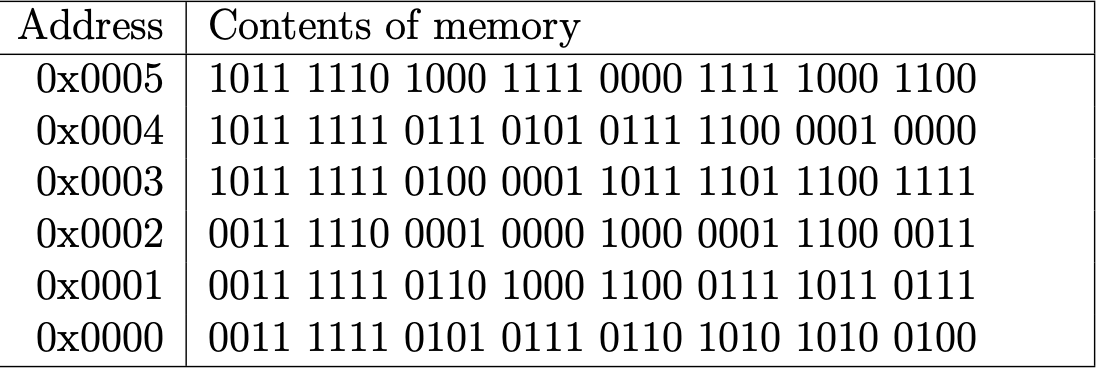 Address Contents of memory
0x0005 1011 1110 1000 1111 0000 1111 1000 1100
0x0004 1011 1111 0111 0101 0111 1100 0001 0000
0x0003 1011 1111 0100 0001 1011 1101 1100 1111
0x0002 0011 1110 0001 0000 1000 0001 1100 0011
0x0001 0011 1111 0110 1000 1100 0111 1011 0111
0x0000 0011 1111 0101 0111 0110 1010 1010 0100